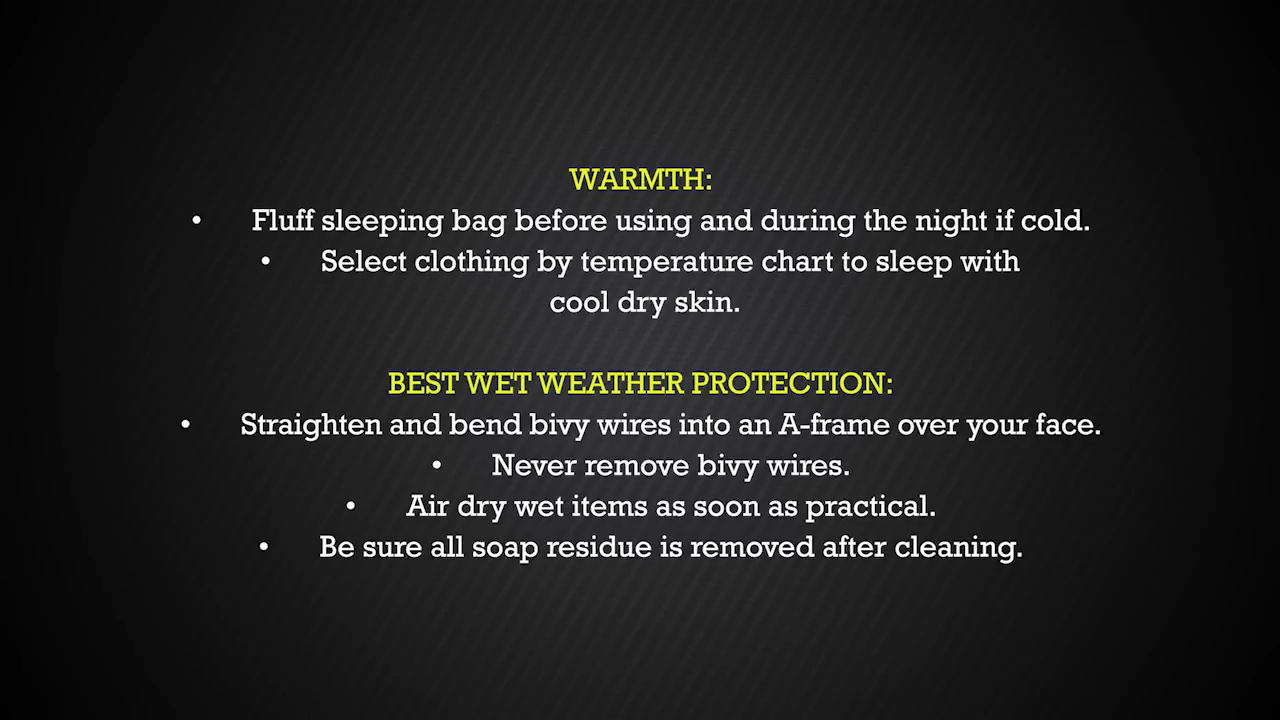 WARMTH:
• Fluff sleeping bag before using and during the night if cold.
• Select clothing by temperature chart to sleep with
cool dry skin.
BEST WET WEATHER PROTECTION:
• Straighten and bend bivy wires into an A-frame over your face.
• Never remove bivy wires.
• Air dry wet items as soon as practical.
• Be sure all soap residue is removed after cleaning.